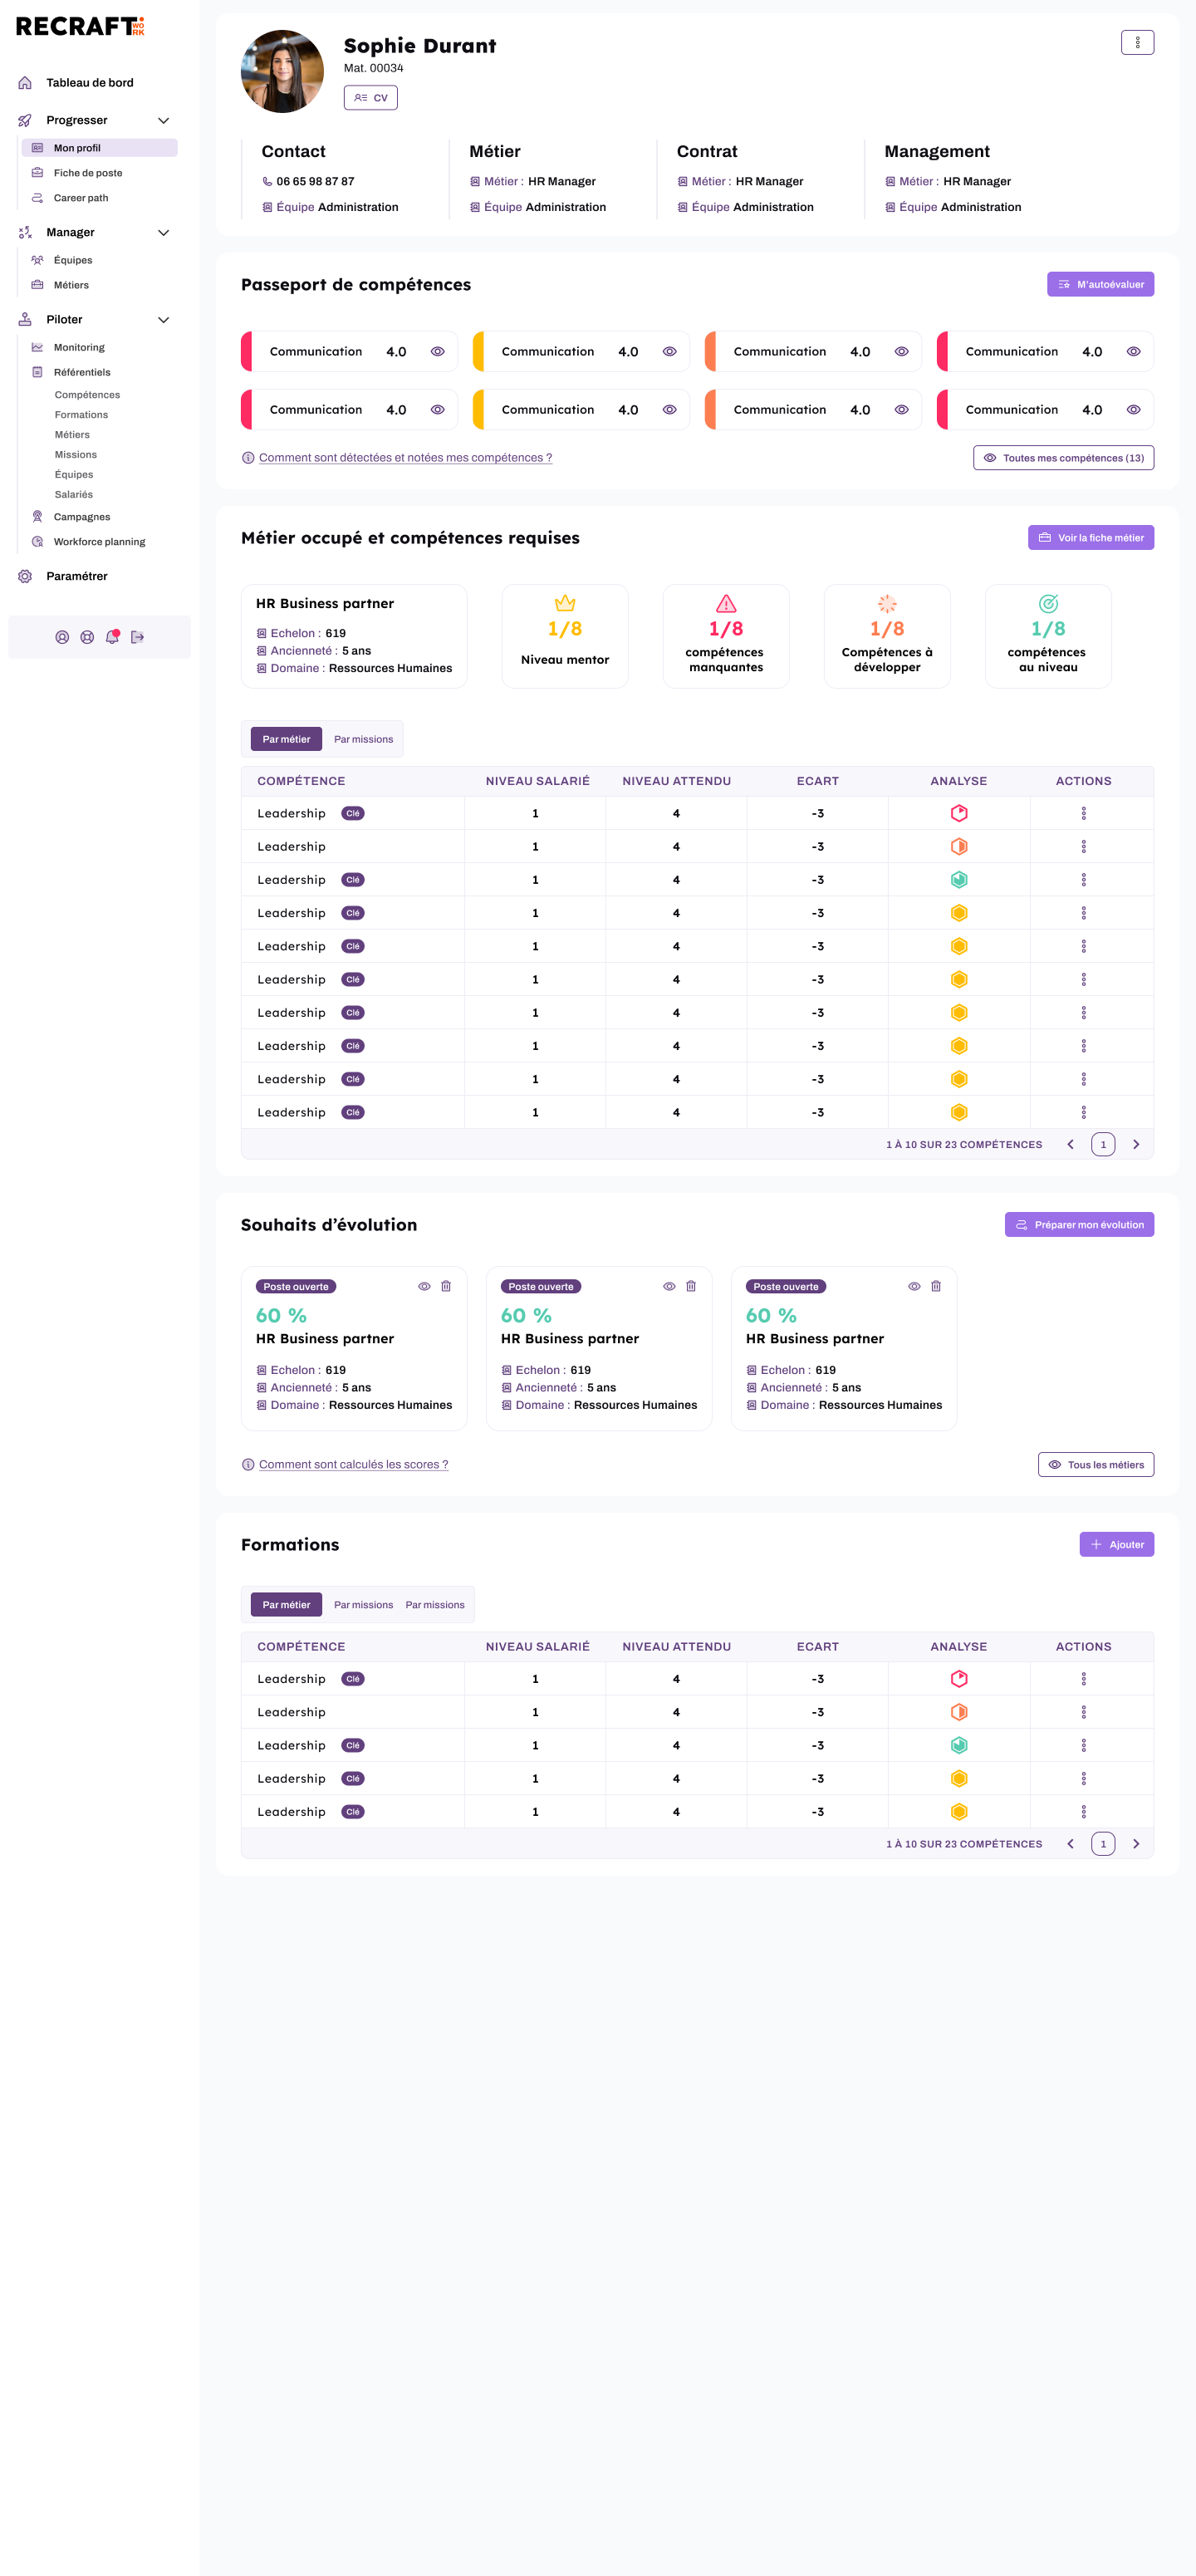 RECRAFT WO RK
Tableau de bord
Progresser
Mon profil
Fiche de poste
Career path
Manager
Équipes
Métiers
Piloter
Monitoring
Référentiels
Compétences
Formations
Métiers
Missions
Équipes
Salariés
Campagnes
Workforce planning
Paramétrer
Sophie Durant
Mat. 00034
CV
Contact
06 65 98 87 87
Équipe Administration
Métier
Métier : HR Manager
Équipe Administration
Contrat
Métier : HR Manager
Équipe Administration
Management
Métier : HR Manager
Équipe Administration
Passeport de compétences
M'autoévaluer
Communication 4.0
Communication 4.0
Communication 4.0
Communication 4.0
Communication 4.0
Communication 4.0
Communication 4.0
Communication 4.0
Comment sont détectées et notées mes compétences ?
Toutes mes compétences (13)
Métier occupé et compétences requises
Voir la fiche métier
HR Business partner
Echelon : 619
Ancienneté : 5 ans
Domaine : Ressources Humaines
1/8
Niveau mentor
1/8
compétences
manquantes
1/8
Compétences à
développer
1/8
compétences
au niveau
Par métier Par missions
COMPÉTENCE NIVEAU SALARIÉ NIVEAU ATTENDU ECART ANALYSE ACTIONS
Leadership Clé 1 4 -3
Leadership 1 4 -3
Leadership Clé 1 4 -3
Leadership Clé 1 4 -3
Leadership Clé 1 4 -3
Leadership Clé 1 4 -3
Leadership Clé 1 4 -3
Leadership Clé 1 4 -3
Leadership Clé 1 4 -3
Leadership Clé 1 4 -3
1 À 10 SUR 23 COMPÉTENCES 1
Souhaits d’évolution
Préparer mon évolution
Poste ouverte
60 %
HR Business partner
Echelon : 619
Ancienneté : 5 ans
Domaine : Ressources Humaines
Poste ouverte
60 %
HR Business partner
Echelon : 619
Ancienneté : 5 ans
Domaine : Ressources Humaines
Poste ouverte
60 %
HR Business partner
Echelon : 619
Ancienneté : 5 ans
Domaine : Ressources Humaines
Comment sont calculés les scores ?
Tous les métiers
Formations
Ajouter
Par métier Par missions Par missions
COMPÉTENCE NIVEAU SALARIÉ NIVEAU ATTENDU ECART ANALYSE ACTIONS
Leadership Clé 1 4 -3
Leadership 1 4 -3
Leadership Clé 1 4 -3
Leadership Clé 1 4 -3
Leadership Clé 1 4 -3
1 À 10 SUR 23 COMPÉTENCES 1